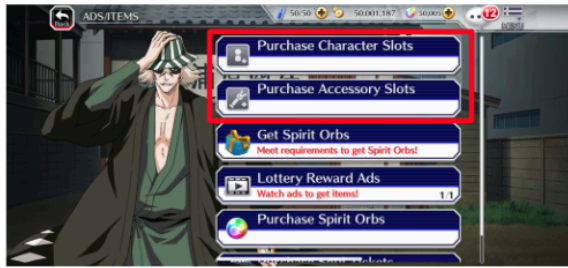 Back
ADS/ITEMS
50/50
50,001,187
50,005
12
MENU
Purchase Character Slots
Purchase Accessory Slots
Get Spirit Orbs
Meet requirements to get Spirit Orbs!
Lottery Reward Ads
Watch ads to get items!
1/1
Purchase Spirit Orbs